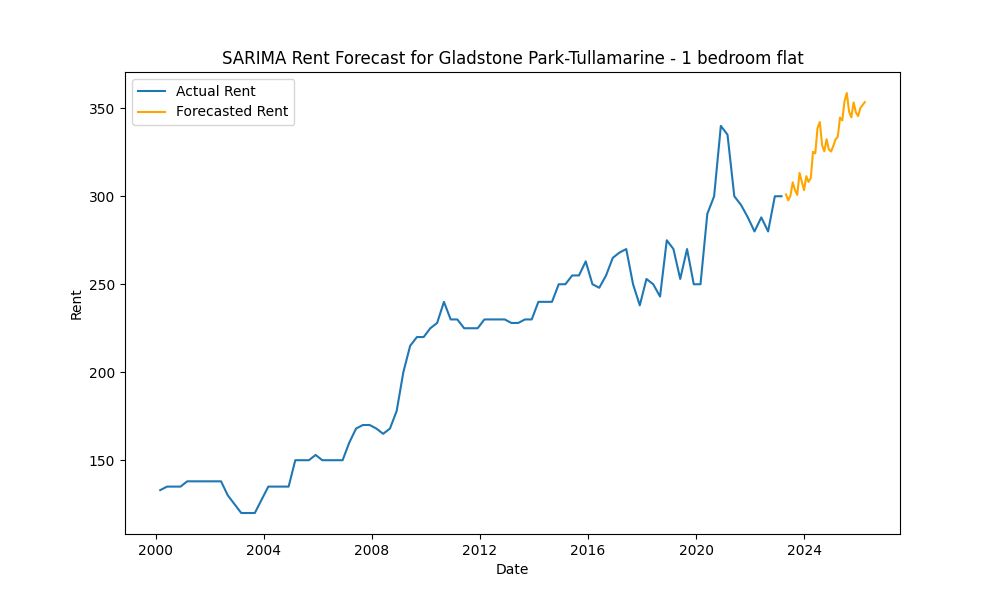 SARIMA Rent Forecast for Gladstone Park-Tullamarine - 1 bedroom flat
Actual Rent
Forecasted Rent
350
300
250
200
150
Rent
2000 2004 2008 2012 2016 2020 2024
Date